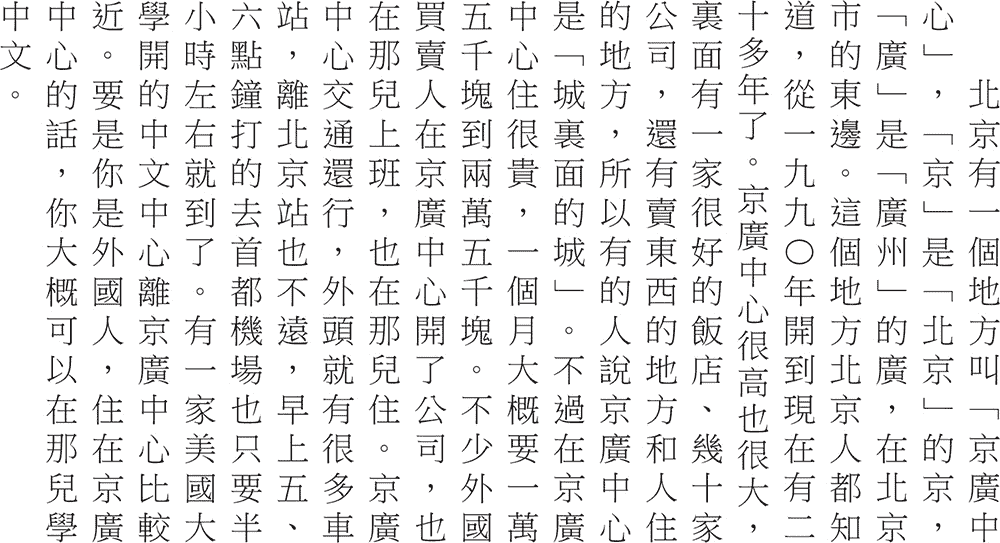 北京有一個地方叫「京廣中
心」，「京」是「北京」的京，
「廣」是「廣州」的廣，在北京
市的東邊。這個地方北京人都知
道，從一九九〇年開到現在有二
十多年了。京廣中心很高也很大，
裏面有一家很好的飯店、幾十家
公司，還有賣東西的地方和人住
的地方，所以有的人說京廣中心
是「城裏面的城」。不過在京廣
中心住很貴，一個月大概要一萬
五千塊到兩萬五千塊。不少外國
買賣人在京廣中心開了公司，也
在那兒上班，也在那兒住。京廣
中心交通還行，外頭就有很多車
站，離北京站也不遠，早上五、
六點鐘打的去首都機場也只要半
小時左右就到了。有一家美國大
學開的中文中心離京廣中心比較
近。要是你是外國人，住在京廣
中心的話，你大概可以在那兒學
中文。